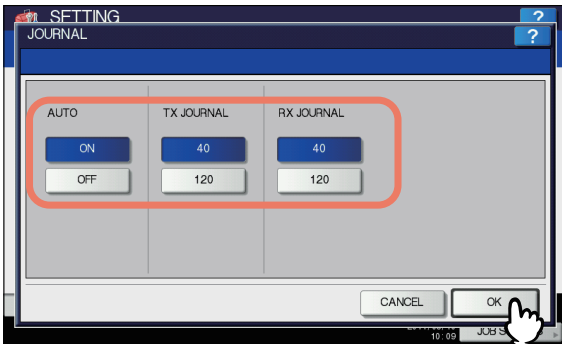 SETTING
?
JOURNAL
?
AUTO
TX JOURNAL
RX JOURNAL
ON
40
40
OFF
120
120
CANCEL
OK
10:09
JOB S